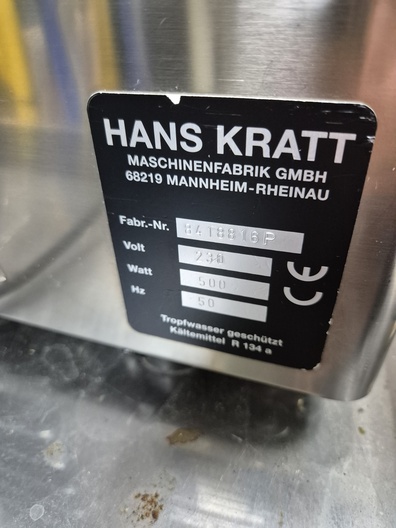 HANS KRATT
MASCHINENFABRIK GMBH
68219 MANNHEIM-RHEINAU
Fabr.-Nr. 8418816P
Volt 230
Watt 500
Hz 50
CE
Tropfwasser geschützt
Kältemittel R 134 a